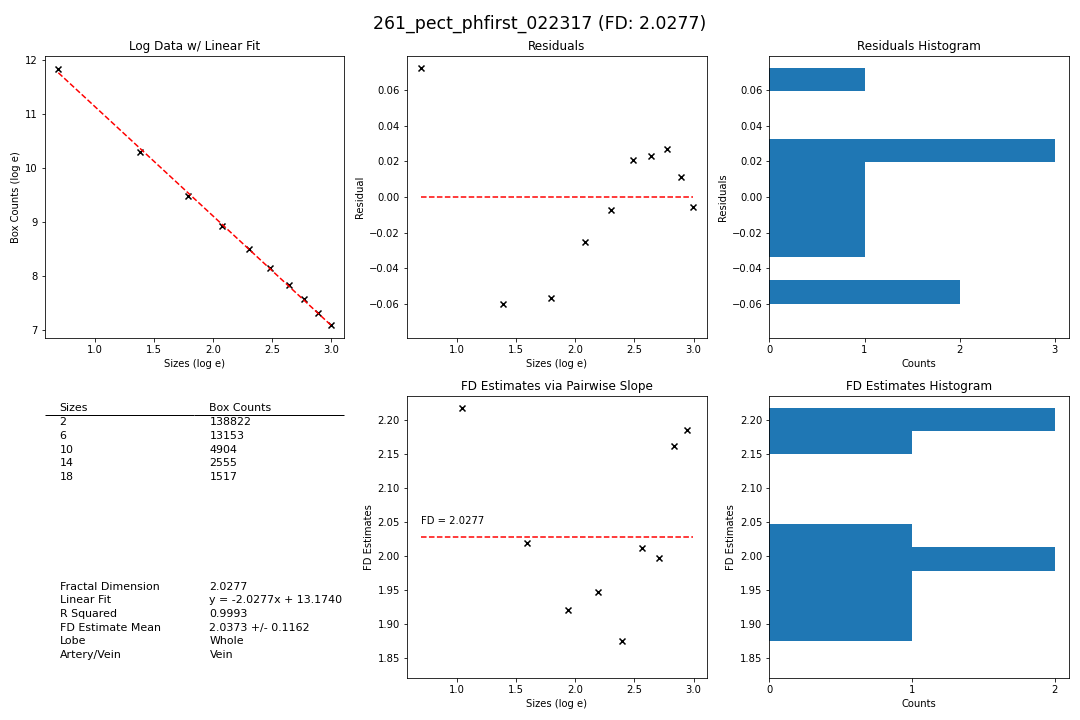 261_pect_phfirst_022317 (FD: 2.0277)
Log Data w/ Linear Fit
12
11
10
9
8
7
Box Counts (log e)
1.0 1.5 2.0 2.5 3.0
Sizes (log e)
Residuals
0.06
0.04
0.02
0.00
−0.02
−0.04
−0.06
Residual
1.0 1.5 2.0 2.5 3.0
Sizes (log e)
Residuals Histogram
0.06
0.04
0.02
0.00
−0.02
−0.04
−0.06
Residuals
0 1 2 3
Counts
Sizes Box Counts
2 138822
6 13153
10 4904
14 2555
18 1517
Fractal Dimension 2.0277
Linear Fit y = -2.0277x + 13.1740
R Squared 0.9993
FD Estimate Mean 2.0373 +/- 0.1162
Lobe Whole
Artery/Vein Vein
FD Estimates via Pairwise Slope
2.20
2.15
2.10
2.05
2.00
1.95
1.90
1.85
FD Estimates
FD = 2.0277
1.0 1.5 2.0 2.5 3.0
Sizes (log e)
FD Estimates Histogram
2.20
2.15
2.10
2.05
2.00
1.95
1.90
1.85
FD Estimates
0 1 2
Counts